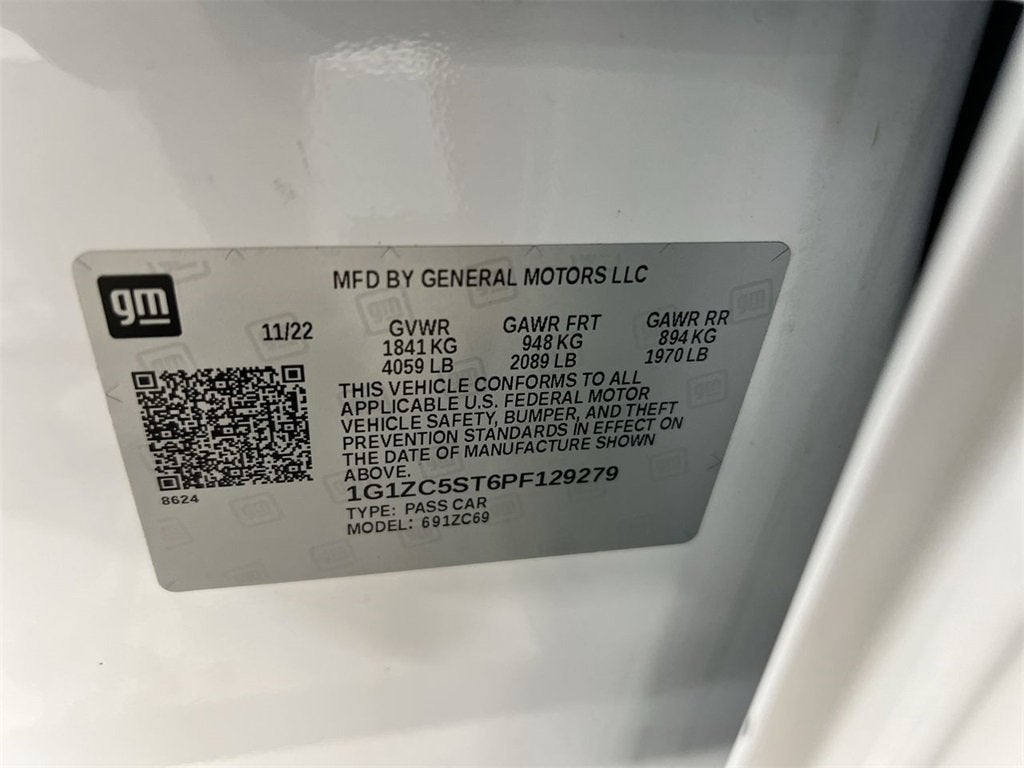 gm
MFD BY GENERAL MOTORS LLC
11/22 GVWR GAWR FRT GAWR RR
1841 KG 948 KG 894 KG
4059 LB 2089 LB 1970 LB
THIS VEHICLE CONFORMS TO ALL
APPLICABLE U.S. FEDERAL MOTOR
VEHICLE SAFETY, BUMPER, AND THEFT
PREVENTION STANDARDS IN EFFECT ON
THE DATE OF MANUFACTURE SHOWN
ABOVE.
8624
1G1ZC5ST6PF129279
TYPE: PASS CAR
MODEL: 691ZC69